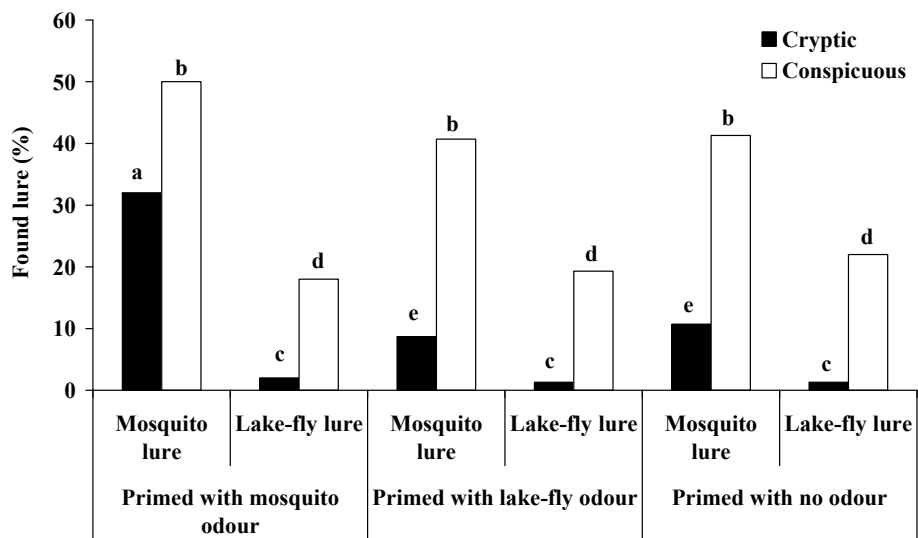 60
50
40
30
20
10
0
Found lure (%)
Cryptic
Conspicuous
a
b
c
d
e
b
c
d
e
b
c
d
Mosquito lure
Lake-fly lure
Mosquito lure
Lake-fly lure
Mosquito lure
Lake-fly lure
Primed with mosquito odour
Primed with lake-fly odour
Primed with no odour